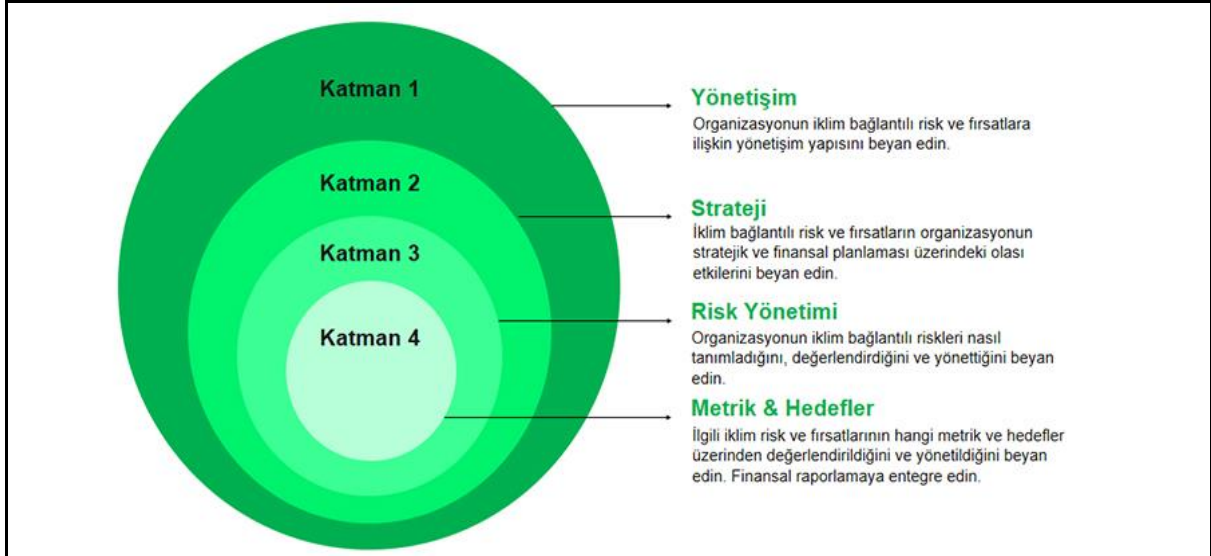 Katman 1
Katman 2
Katman 3
Katman 4
Yönetişim
Organizasyonun iklim bağlantılı risk ve fırsatlara
ilişkin yönetişim yapısını beyan edin.
Strateji
İklim bağlantılı risk ve fırsatların organizasyonun
stratejik ve finansal planlaması üzerindeki olası
etkilerini beyan edin.
Risk Yönetimi
Organizasyonun iklim bağlantılı riskleri nasıl
tanımladığını, değerlendirdiğini ve yönettiğini beyan
edin.
Metrik & Hedefler
İlgili iklim risk ve fırsatlarının hangi metrik ve hedefler
üzerinden değerlendirildiğini ve yönetildiğini beyan
edin. Finansal raporlamaya entegre edin.